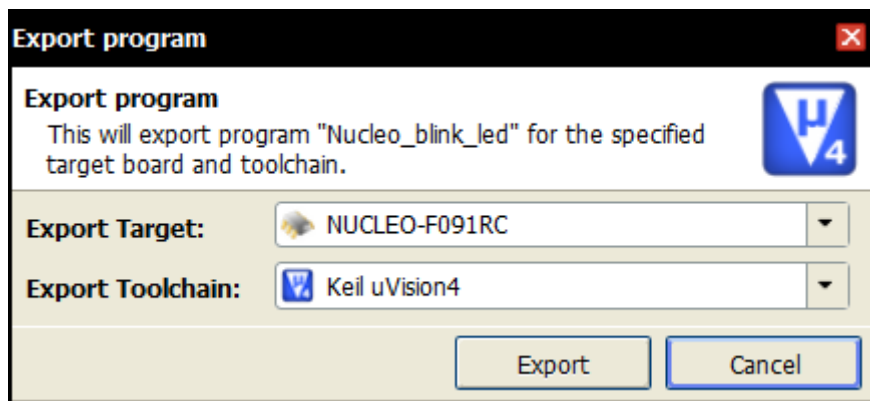 Export program
Export program
This will export program "Nucleo_blink_led" for the specified
target board and toolchain.
µ
4
Export Target: NUCLEO-F091RC
Export Toolchain: Keil uVision4
Export Cancel